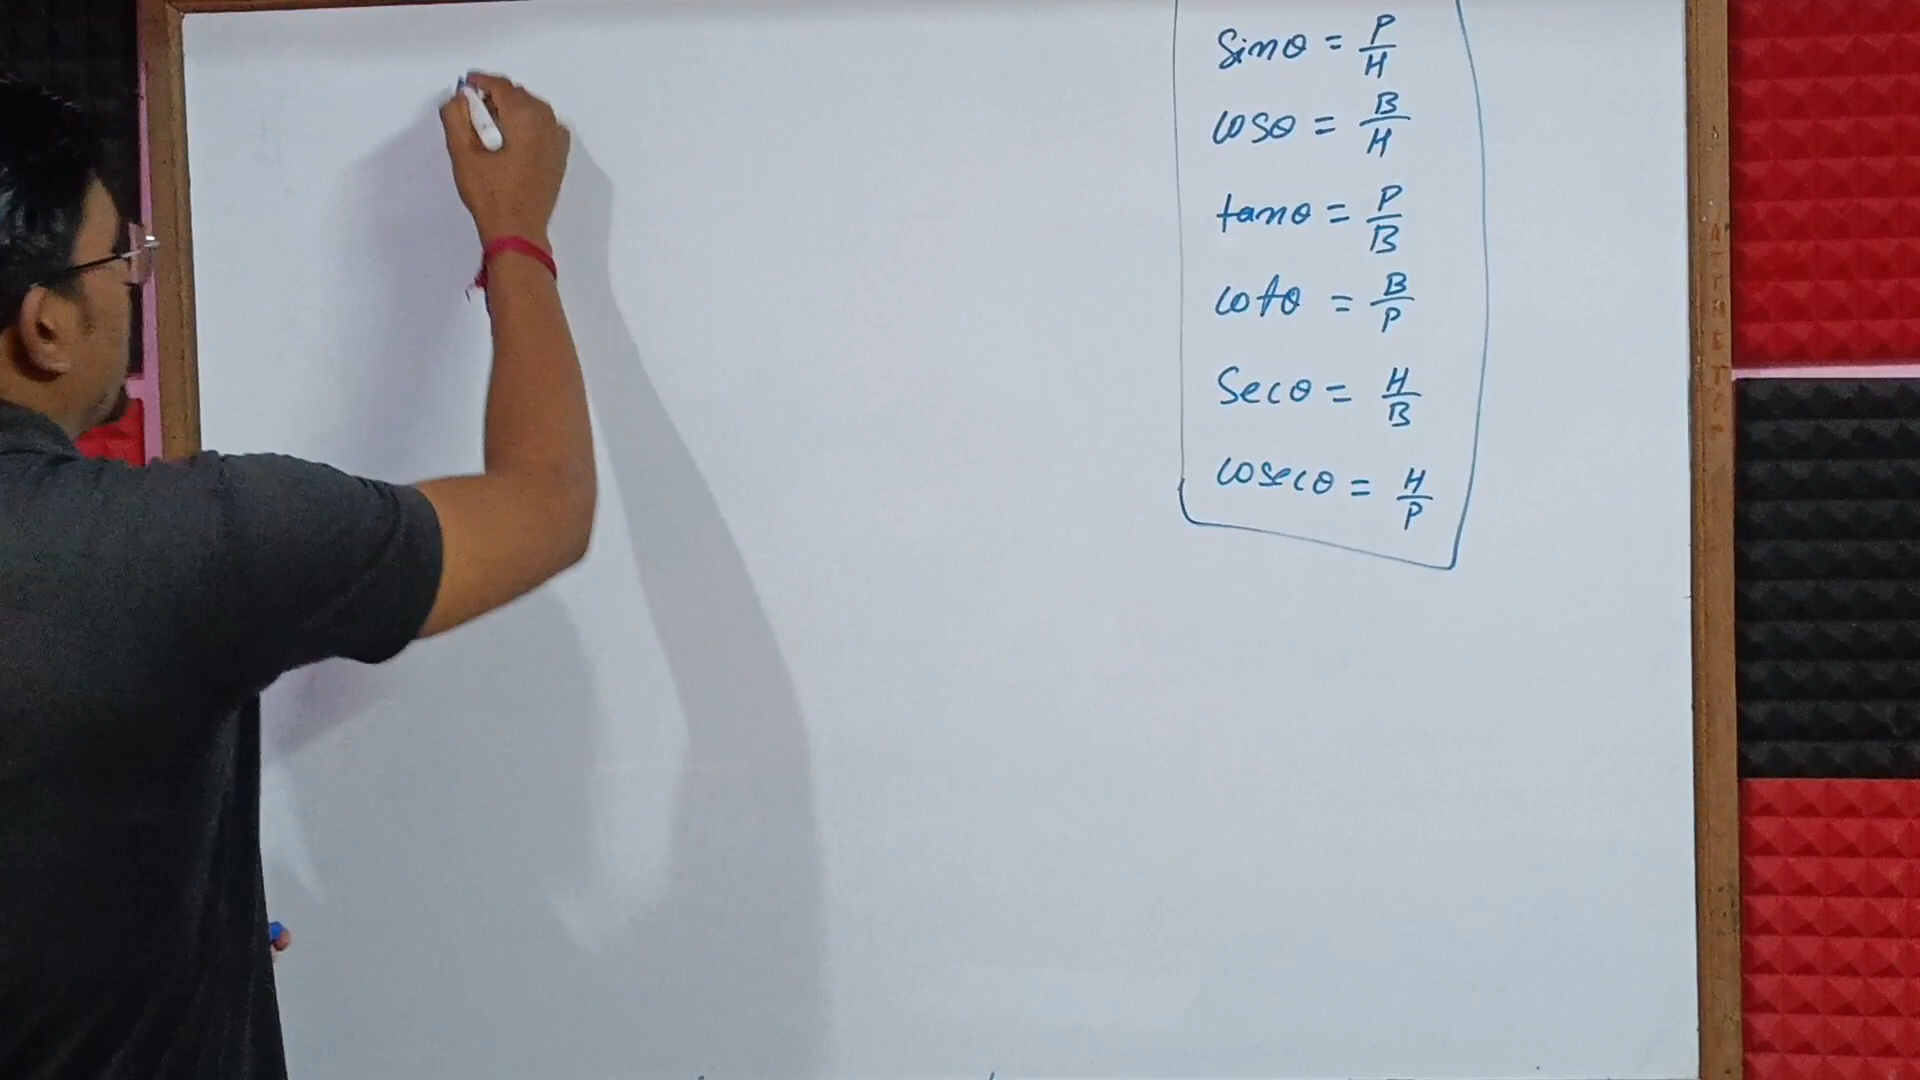 Sinθ = P/H
cosθ = B/H
tanθ = P/B
cotθ = B/P
Secθ = H/B
cosecθ = H/P